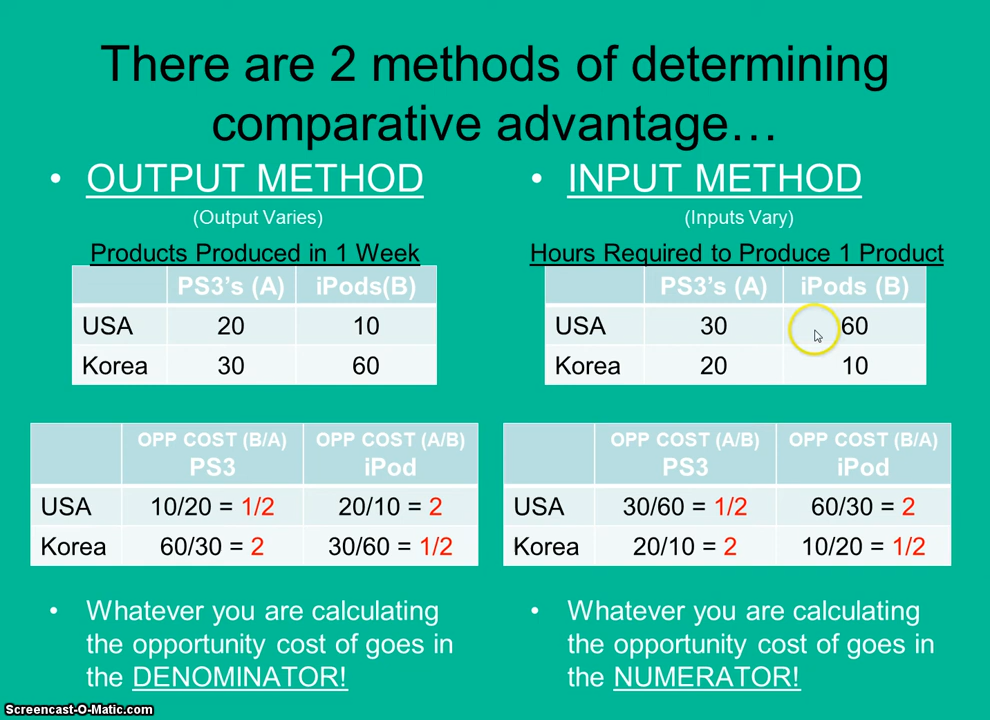 There are 2 methods of determining
comparative advantage…
• OUTPUT METHOD
(Output Varies)
Products Produced in 1 Week
PS3's (A) iPods(B)
USA 20 10
Korea 30 60
OPP COST (B/A) OPP COST (A/B)
PS3 iPod
USA 10/20 = 1/2 20/10 = 2
Korea 60/30 = 2 30/60 = 1/2
• Whatever you are calculating
the opportunity cost of goes in
the DENOMINATOR!
• INPUT METHOD
(Inputs Vary)
Hours Required to Produce 1 Product
PS3's (A) iPods (B)
USA 30 60
Korea 20 10
OPP COST (A/B) OPP COST (B/A)
PS3 iPod
USA 30/60 = 1/2 60/30 = 2
Korea 20/10 = 2 10/20 = 1/2
• Whatever you are calculating
the opportunity cost of goes in
the NUMERATOR!
Screencast-O-Matic.com